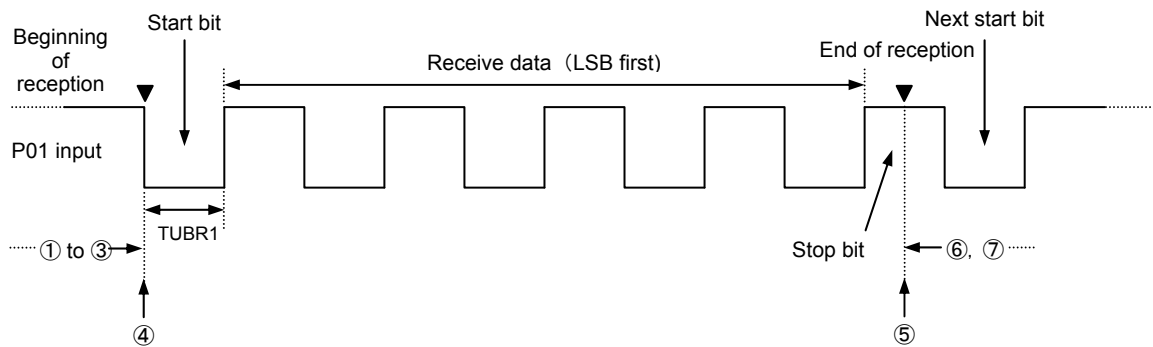 Start bit
Next start bit
Beginning
of
reception
End of reception
Receive data (LSB first)
P01 input
TUBR1
① to ③
Stop bit
⑥, ⑦
④
⑤